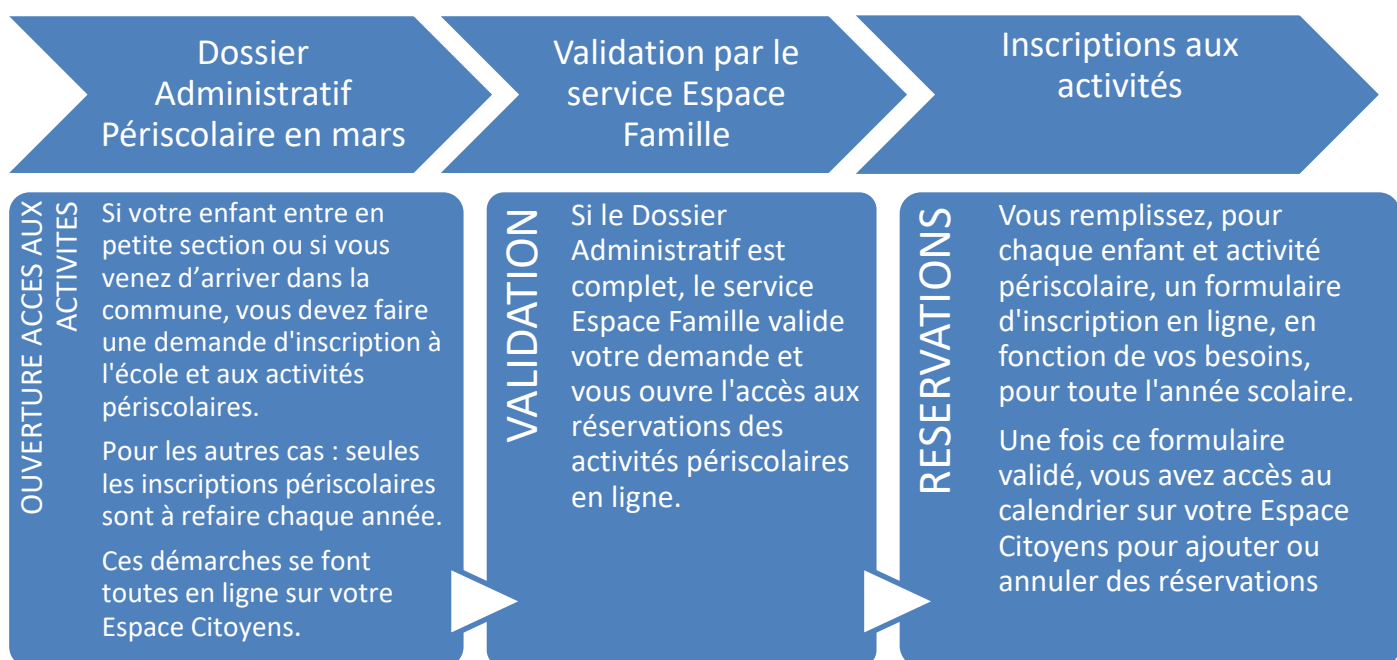 Dossier
Administratif
Périscolaire en mars
Validation par le
service Espace
Famille
Inscriptions aux
activités
OUVERTURE ACCES AUX
ACTIVITES
Si votre enfant entre en
petite section ou si vous
venez d’arriver dans la
commune, vous devez faire
une demande d'inscription à
l'école et aux activités
périscolaires.
Pour les autres cas : seules
les inscriptions périscolaires
sont à refaire chaque année.
Ces démarches se font
toutes en ligne sur votre
Espace Citoyens.
VALIDATION
Si le Dossier
Administratif est
complet, le service
Espace Famille valide
votre demande et
vous ouvre l'accès aux
réservations des
activités périscolaires
en ligne.
RESERVATIONS
Vous remplissez, pour
chaque enfant et activité
périscolaire, un formulaire
d'inscription en ligne, en
fonction de vos besoins,
pour toute l'année scolaire.
Une fois ce formulaire
validé, vous avez accès au
calendrier sur votre Espace
Citoyens pour ajouter ou
annuler des réservations